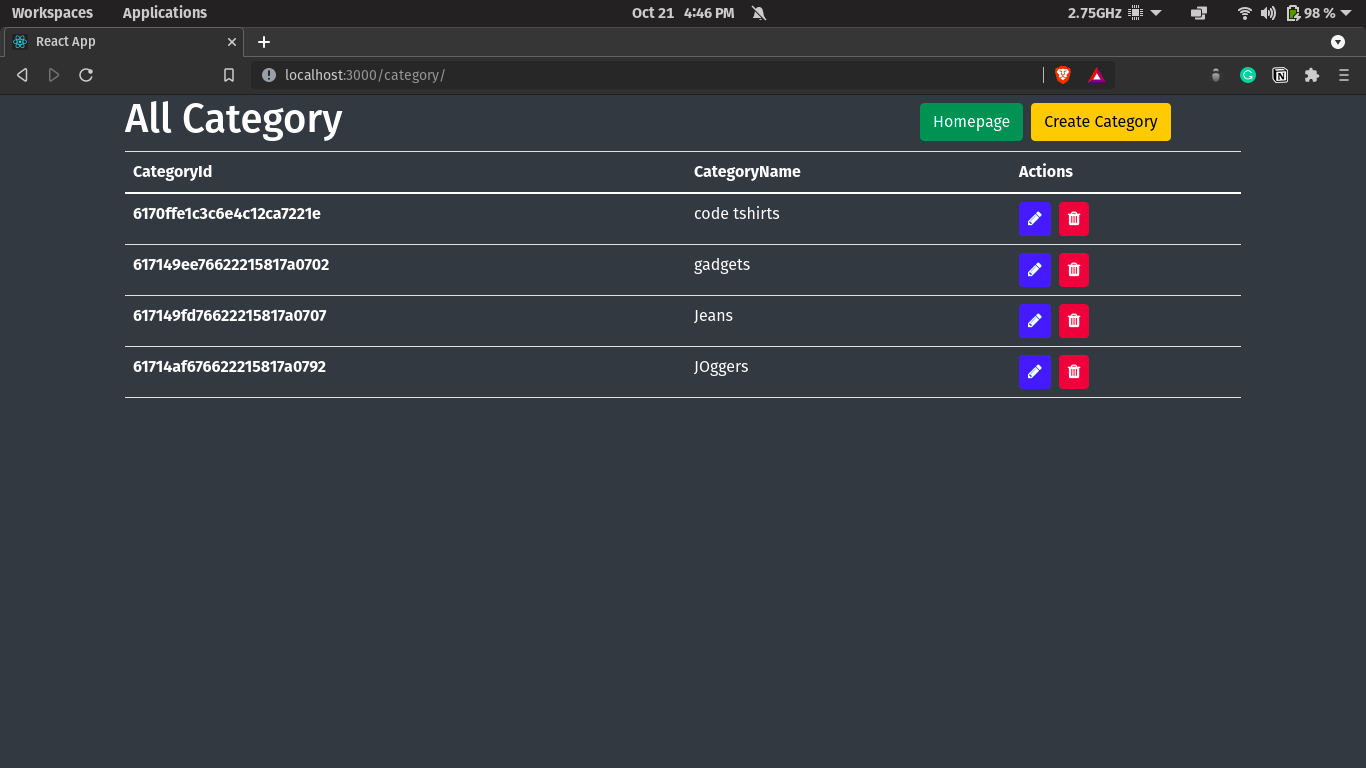 Workspaces Applications Oct 21 4:46 PM 2.75GHz 98 %
React App
localhost:3000/category/
All Category Homepage Create Category
CategoryId CategoryName Actions
6170ffe1c3c6e4c12ca7221e code tshirts
617149ee76622215817a0702 gadgets
617149fd76622215817a0707 Jeans
61714af676622215817a0792 JOggers